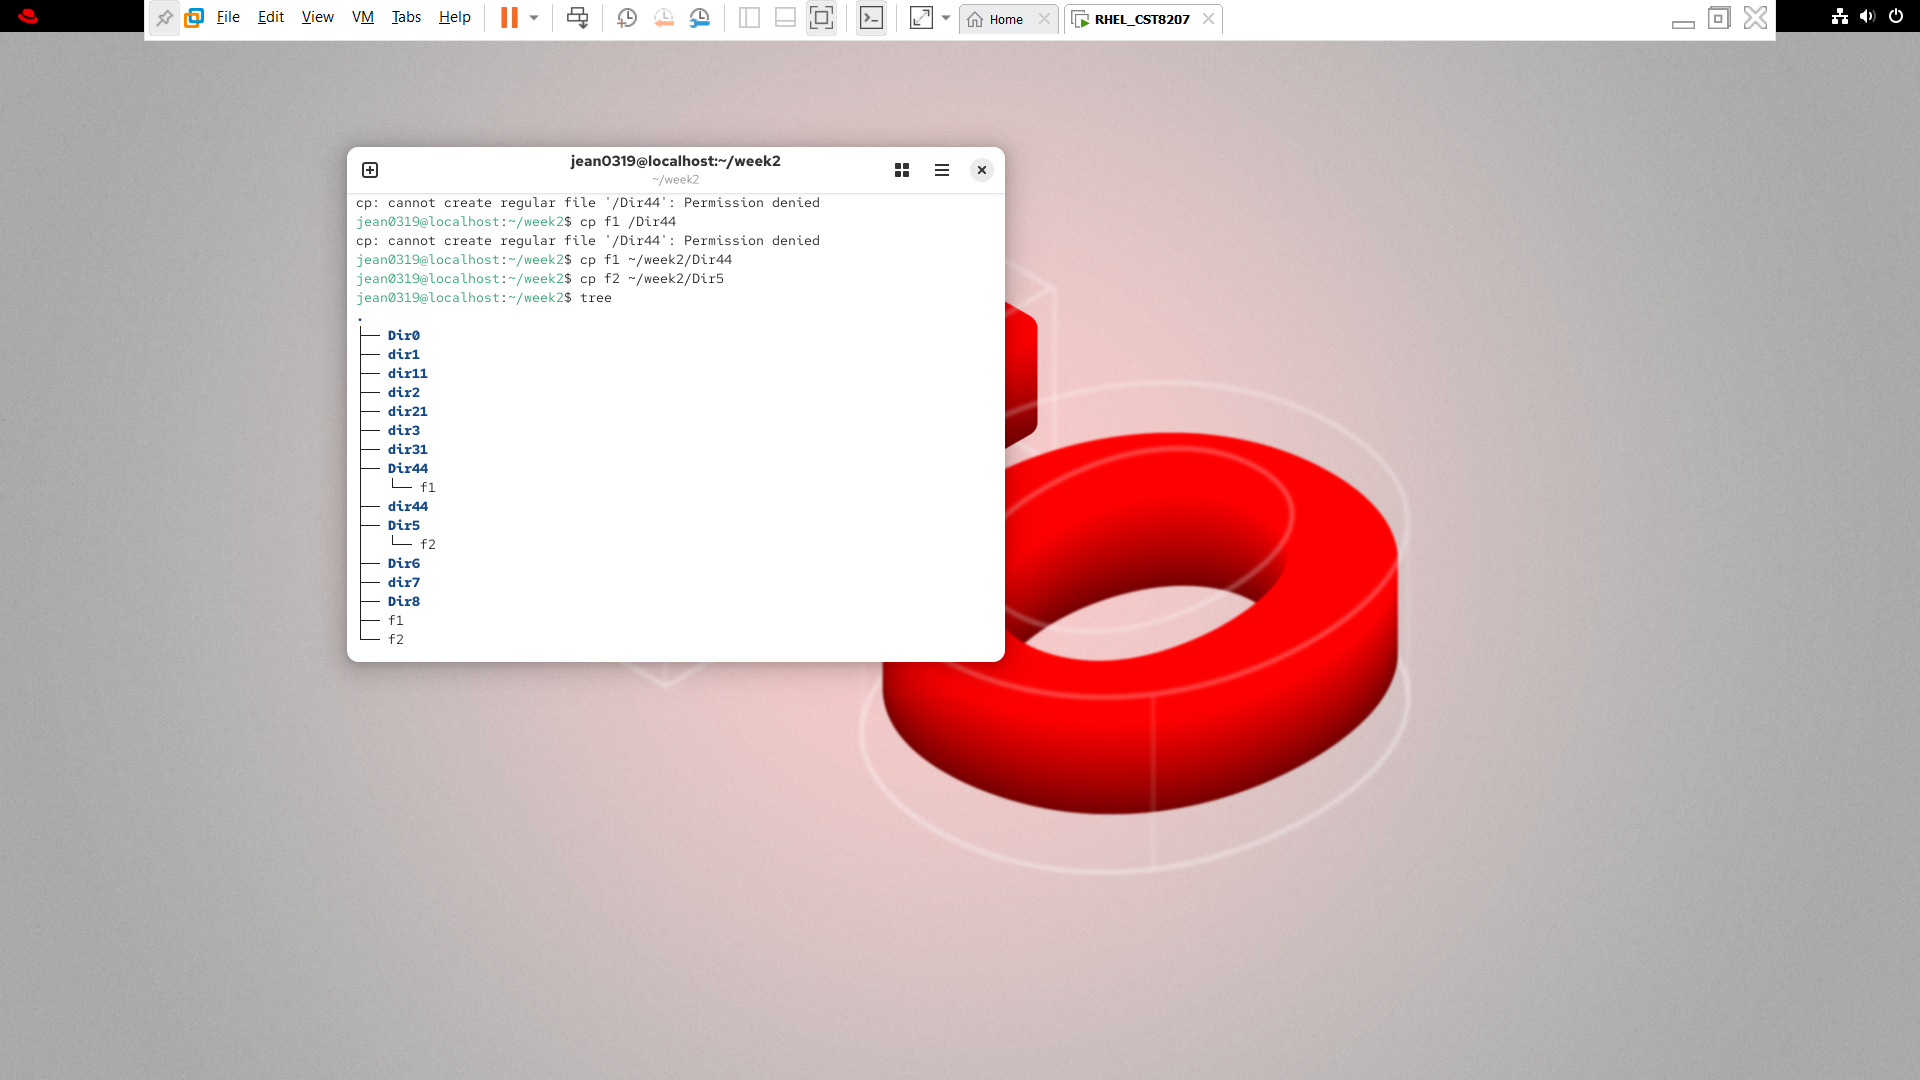 File Edit View VM Tabs Help Home RHEL_CST8207
jean0319@localhost:~/week2
~/week2
cp: cannot create regular file '/Dir44': Permission denied
jean0319@localhost:~/week2$ cp f1 /Dir44
cp: cannot create regular file '/Dir44': Permission denied
jean0319@localhost:~/week2$ cp f1 ~/week2/Dir44
jean0319@localhost:~/week2$ cp f2 ~/week2/Dir5
jean0319@localhost:~/week2$ tree
.
├── Dir0
├── dir1
├── dir11
├── dir2
├── dir21
├── dir3
├── dir31
├── Dir44
│   └── f1
├── dir44
├── Dir5
│   └── f2
├── Dir6
├── dir7
├── Dir8
├── f1
└── f2